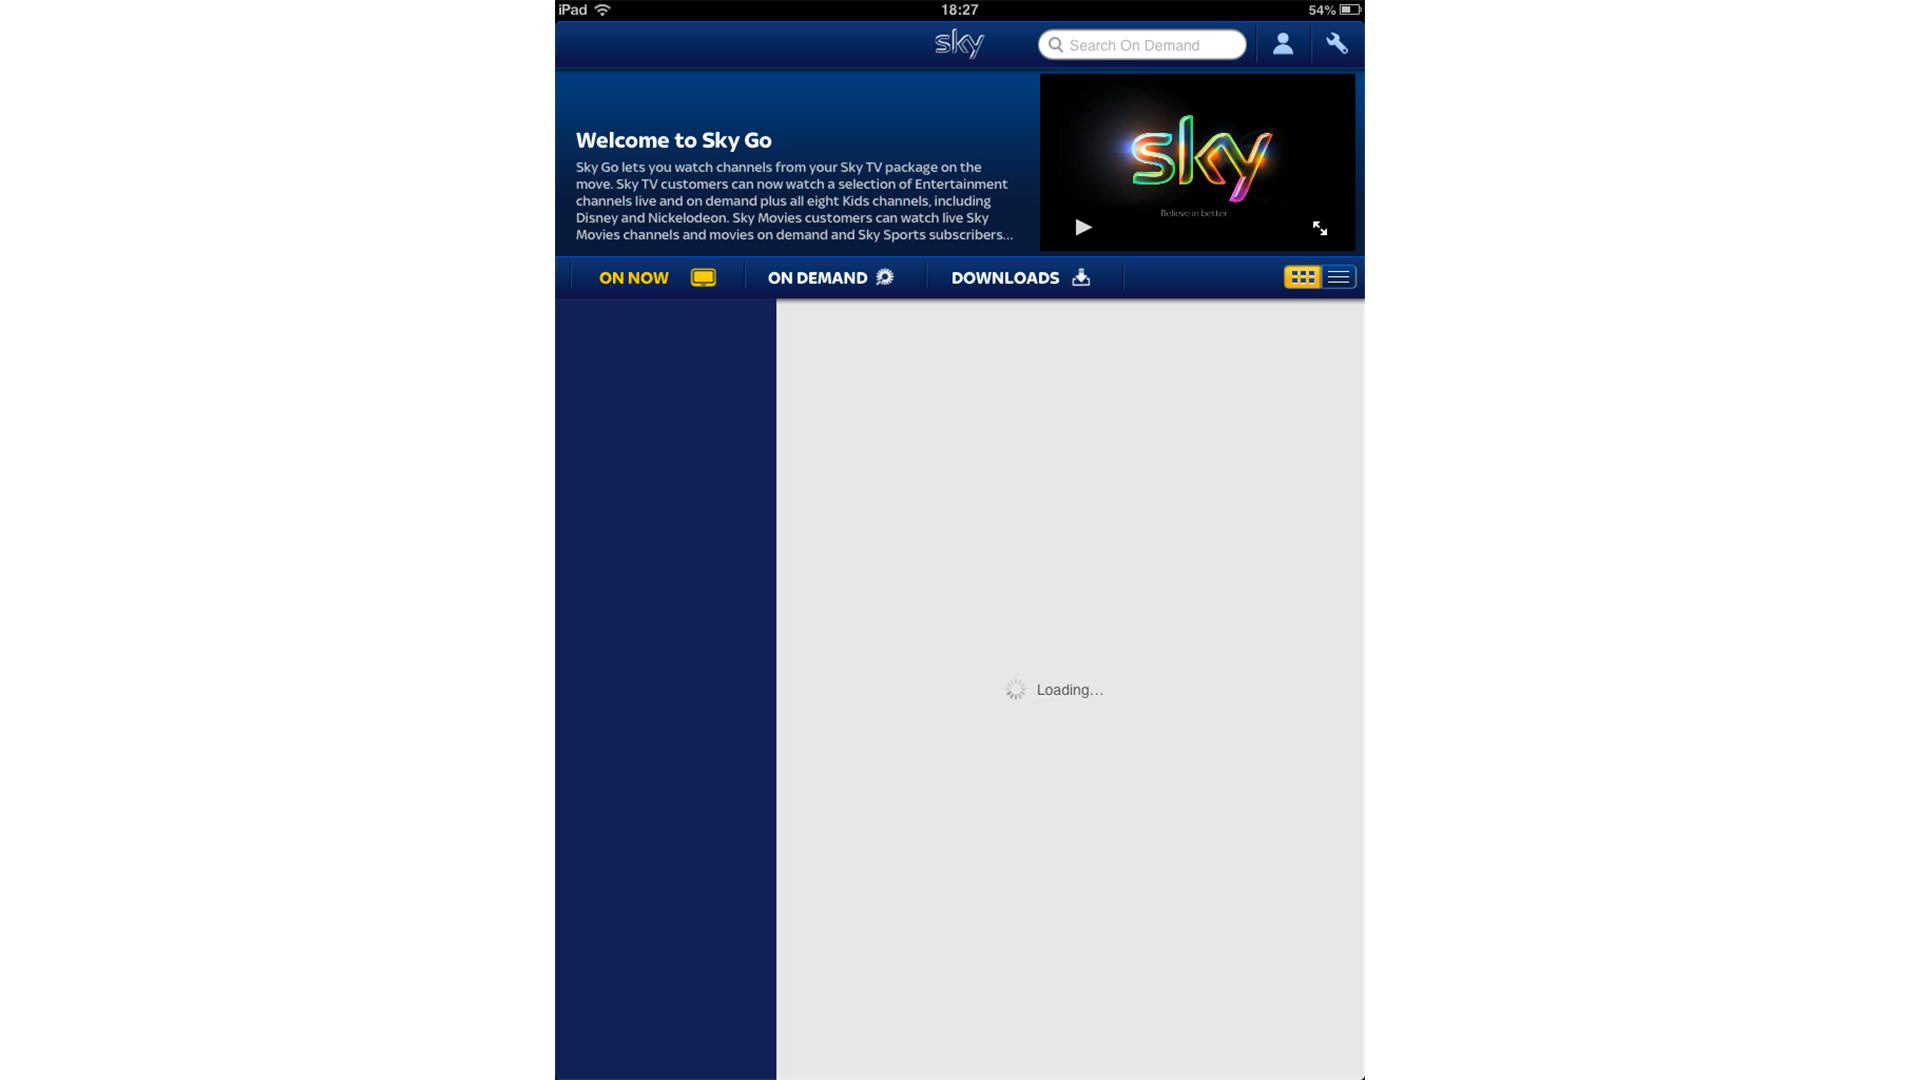 iPad 18:27 54%
sky Search On Demand
Welcome to Sky Go
Sky Go lets you watch channels from your Sky TV package on the
move. Sky TV customers can now watch a selection of Entertainment
channels live and on demand plus all eight Kids channels, including
Disney and Nickelodeon. Sky Movies customers can watch live Sky
Movies channels and movies on demand and Sky Sports subscribers...
sky
Believe in better
ON NOW ON DEMAND DOWNLOADS
Loading...